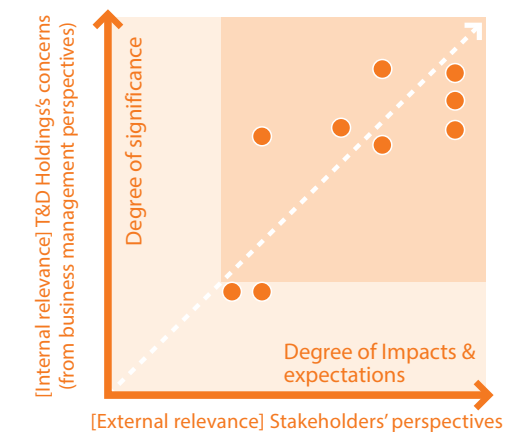 [Internal relevance] T&D Holdings's concerns
(from business management perspectives)
Degree of significance
Degree of Impacts &
expectations
[External relevance] Stakeholders' perspectives